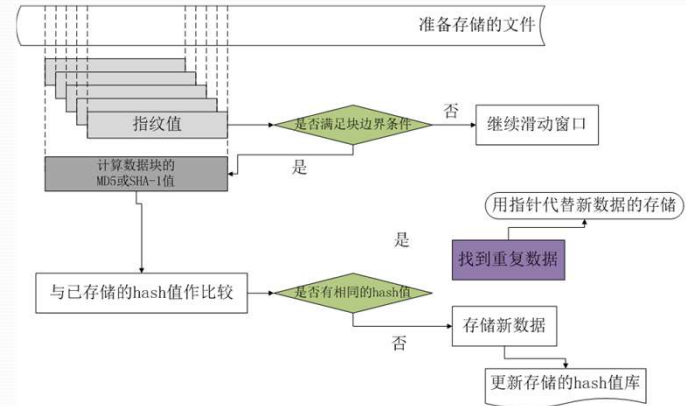 准备存储的文件
指纹值
是否满足块边界条件
否
继续滑动窗口
计算数据块的
MD5或SHA-1值
是
用指针代替新数据的存储
是
找到重复数据
与已存储的hash值作比较
是否有相同的hash值
存储新数据
否
更新存储的hash值库